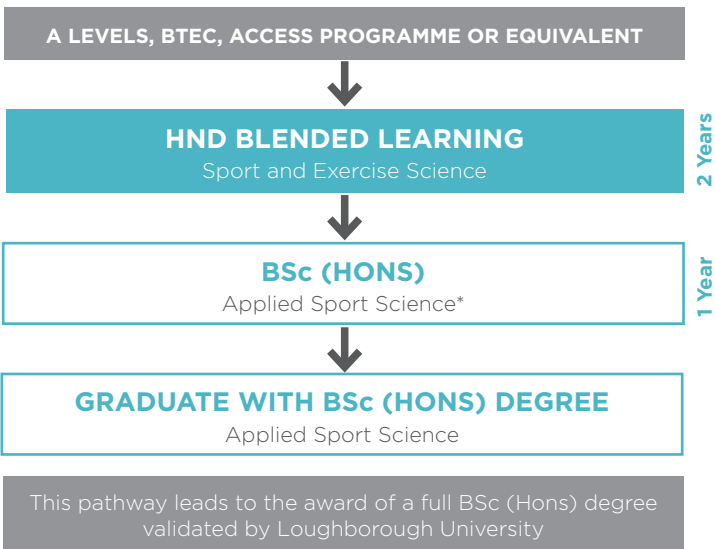 A LEVELS, BTEC, ACCESS PROGRAMME OR EQUIVALENT
HND BLENDED LEARNING
Sport and Exercise Science
2 Years
BSc (HONS)
Applied Sport Science*
1 Year
GRADUATE WITH BSc (HONS) DEGREE
Applied Sport Science
This pathway leads to the award of a full BSc (Hons) degree
validated by Loughborough University